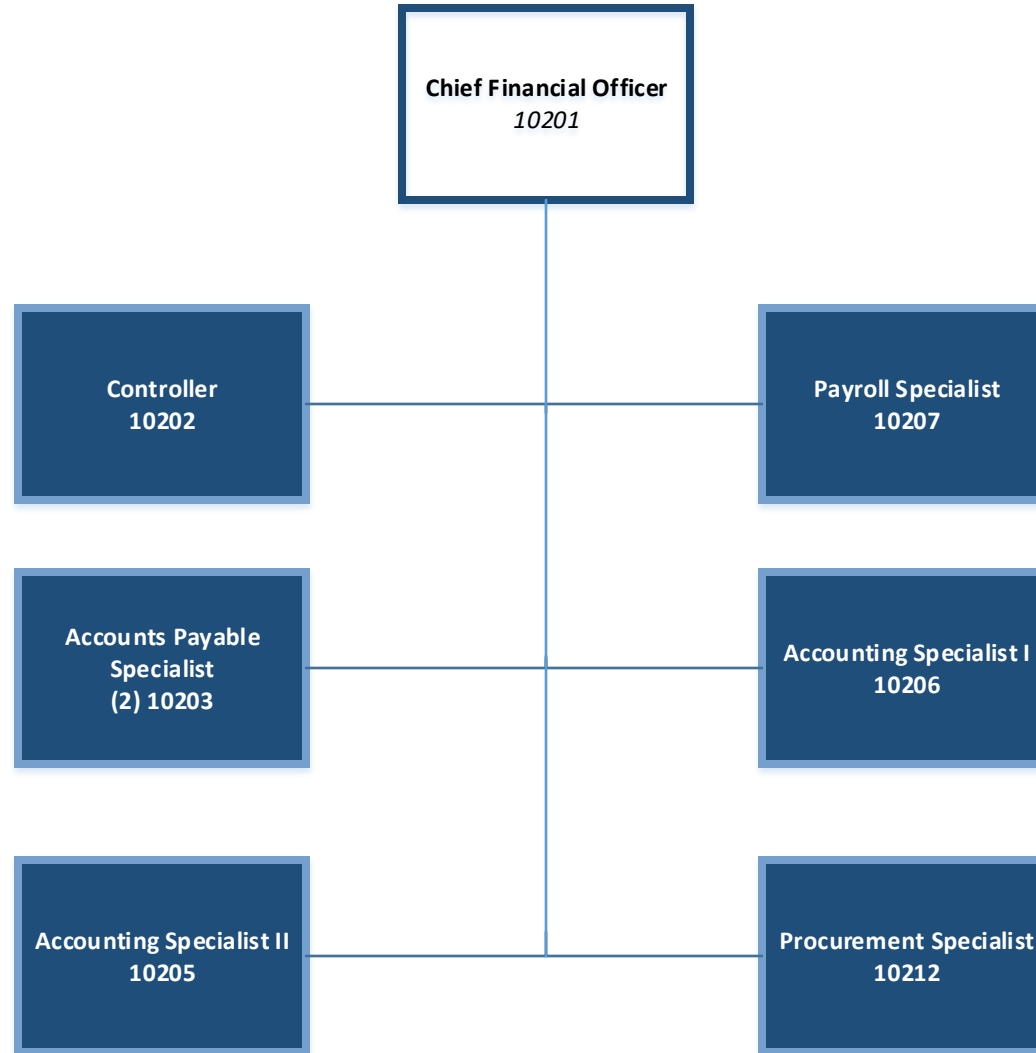 Chief Financial Officer
10201
Controller
10202
Payroll Specialist
10207
Accounts Payable
Specialist
(2) 10203
Accounting Specialist I
10206
Accounting Specialist II
10205
Procurement Specialist
10212